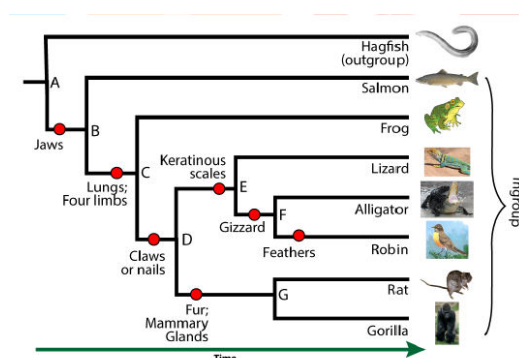 Hagfish
(outgroup)
A
Salmon
B
Jaws
Frog
Keratinous
scales
Lizard
Lungs;
Four limbs
C
E
Alligator
Gizzard
F
Claws
or nails
D
Feathers
Robin
Rat
G
Fur;
Mammary
Glands
Gorilla
Ingroup
Time